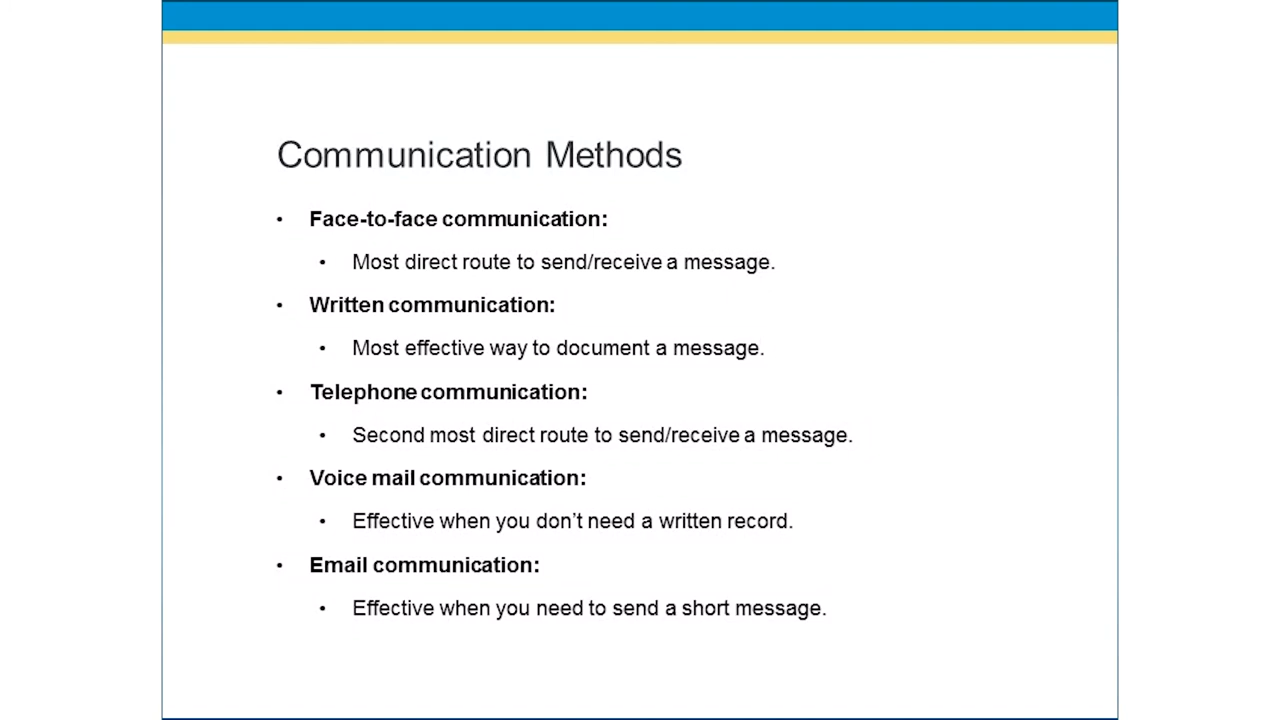 Communication Methods
• Face-to-face communication:
• Most direct route to send/receive a message.
• Written communication:
• Most effective way to document a message.
• Telephone communication:
• Second most direct route to send/receive a message.
• Voice mail communication:
• Effective when you don’t need a written record.
• Email communication:
• Effective when you need to send a short message.